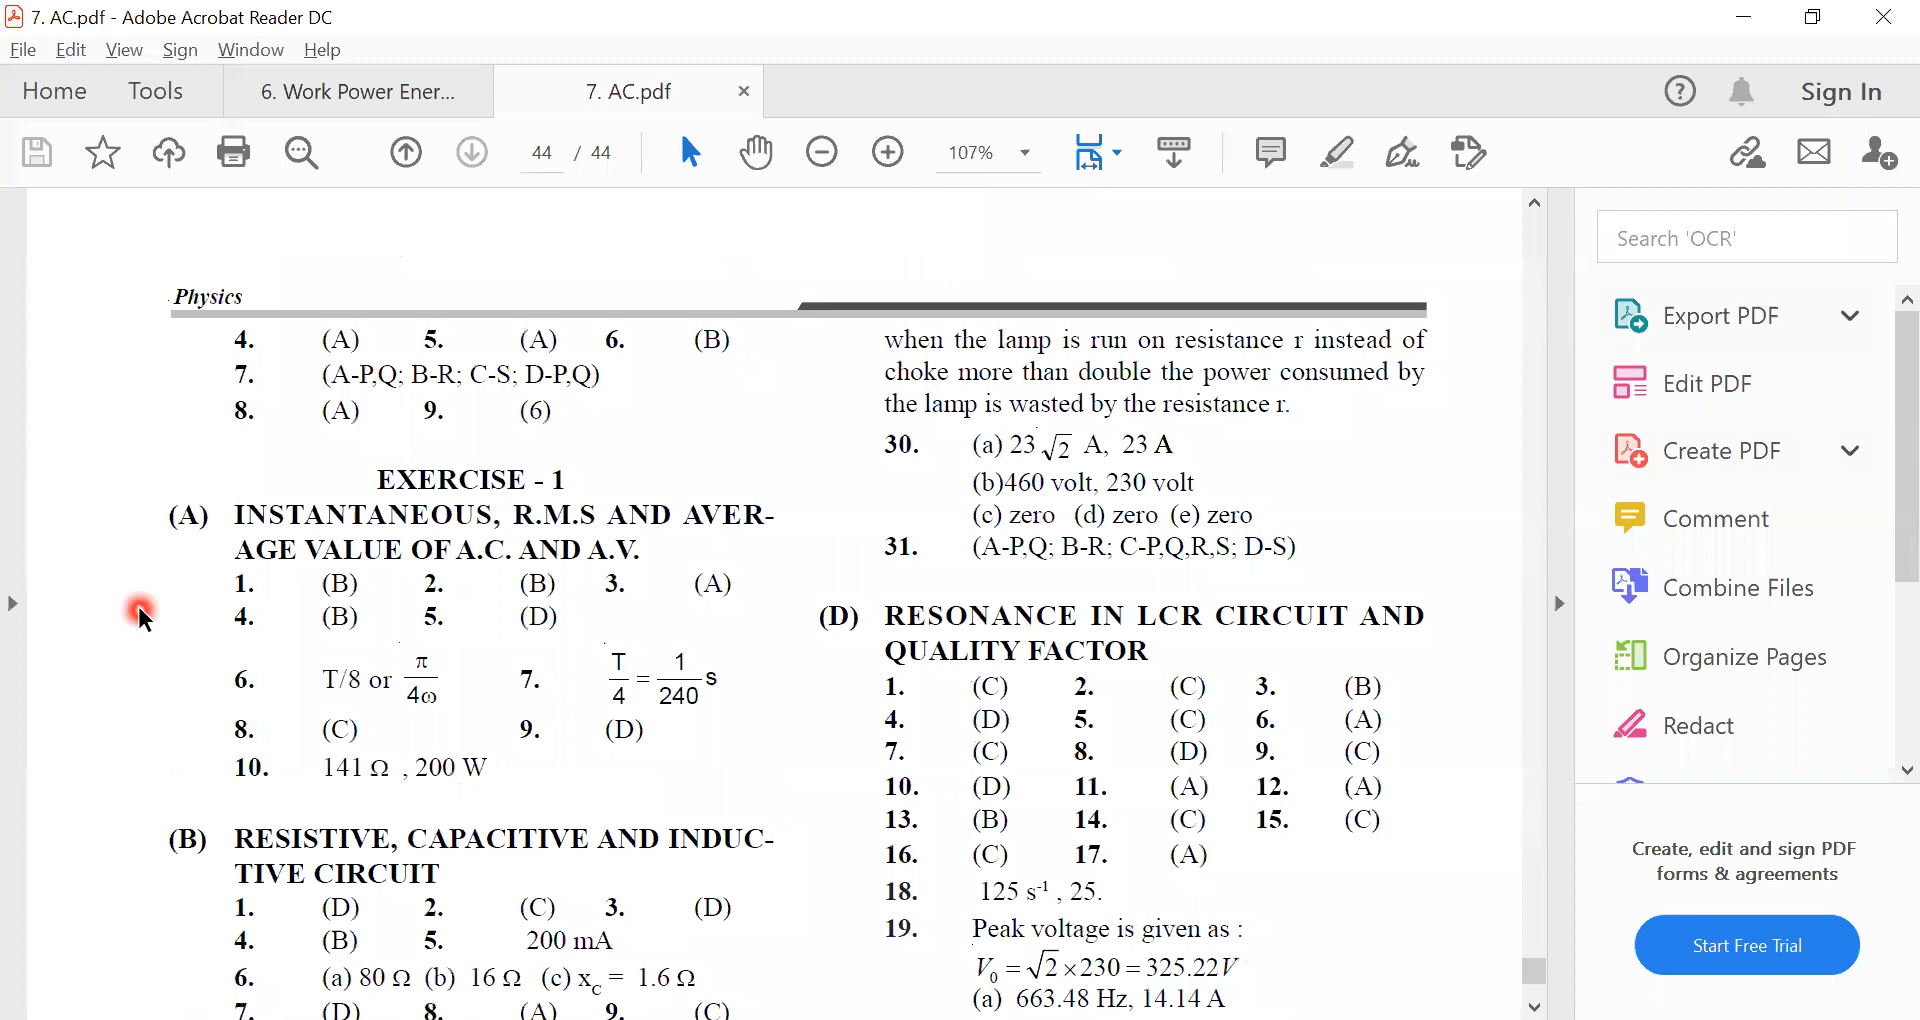 7. AC.pdf - Adobe Acrobat Reader DC
File Edit View Sign Window Help
Home Tools 6. Work Power Ener... 7. AC.pdf × Sign In
44 / 44 107%
Physics
4. (A) 5. (A) 6. (B)
7. (A-P,Q; B-R; C-S; D-P,Q)
8. (A) 9. (6)
EXERCISE - 1
(A) INSTANTANEOUS, R.M.S AND AVER-
AGE VALUE OF A.C. AND A.V.
1. (B) 2. (B) 3. (A)
4. (B) 5. (D)
6. T/8 or π/4ω 7. T/4 = 1/240 s
8. (C) 9. (D)
10. 141 Ω , 200 W
(B) RESISTIVE, CAPACITIVE AND INDUC-
TIVE CIRCUIT
1. (D) 2. (C) 3. (D)
4. (B) 5. 200 mA
6. (a) 80 Ω (b) 16 Ω (c) x_C = 1.6 Ω
7. (D) 8. (A) 9. (C)
when the lamp is run on resistance r instead of
choke more than double the power consumed by
the lamp is wasted by the resistance r.
30. (a) 23 √2 A, 23 A
(b)460 volt, 230 volt
(c) zero (d) zero (e) zero
31. (A-P,Q; B-R; C-P,Q,R,S; D-S)
(D) RESONANCE IN LCR CIRCUIT AND
QUALITY FACTOR
1. (C) 2. (C) 3. (B)
4. (D) 5. (C) 6. (A)
7. (C) 8. (D) 9. (C)
10. (D) 11. (A) 12. (A)
13. (B) 14. (C) 15. (C)
16. (C) 17. (A)
18. 125 s⁻¹ , 25.
19. Peak voltage is given as :
V₀ = √2 × 230 = 325.22V
(a) 663.48 Hz, 14.14 A
Search 'OCR'
Export PDF
Edit PDF
Create PDF
Comment
Combine Files
Organize Pages
Redact
Create, edit and sign PDF
forms & agreements
Start Free Trial